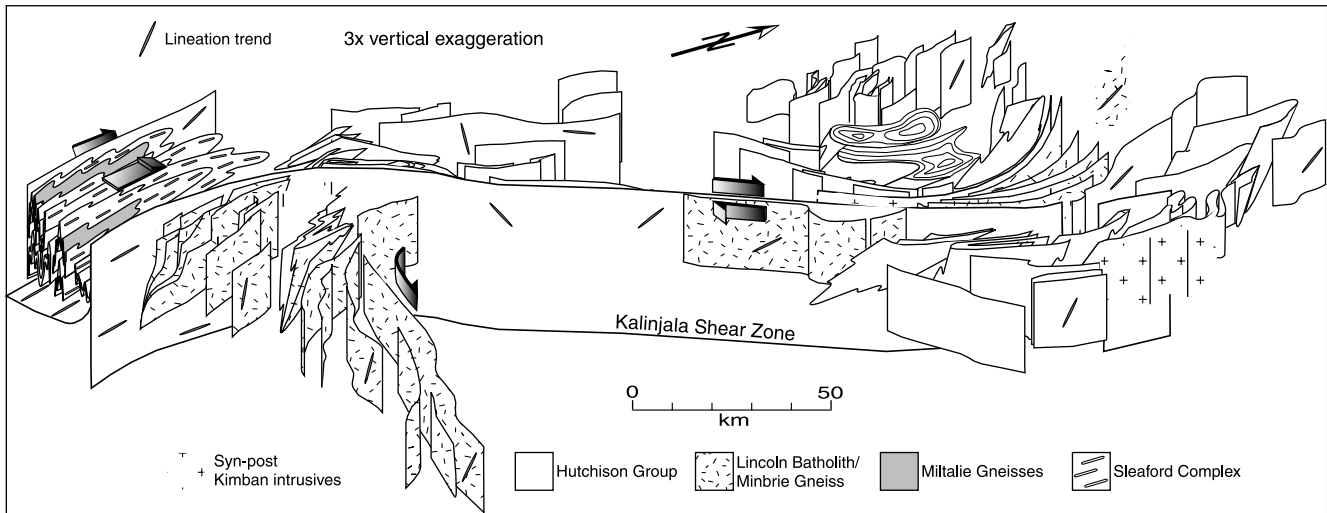 Lineation trend
3x vertical exaggeration
Kalinjala Shear Zone
0 50
km
Syn-post
Kimban intrusives
Hutchison Group
Lincoln Batholith/
Minbrie Gneiss
Miltalie Gneisses
Sleaford Complex